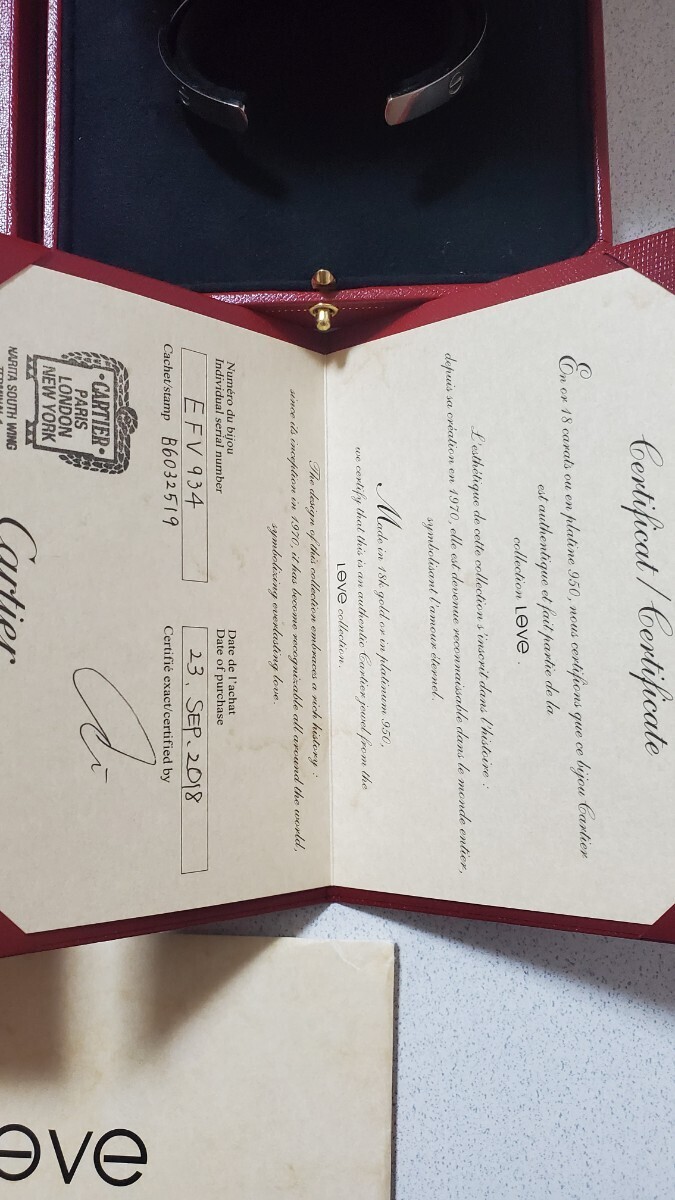 Certificat / Certificate
En or 18 carats ou en platine 950, nous certifions que ce bijou Cartier
est authentique et fait partie de la
collection LOVE.
L'esthétique de cette collection s'inscrit dans l'histoire :
depuis sa création en 1970, elle est devenue reconnaissable dans le monde entier,
symbolisant l'amour éternel.
Made in 18k gold or in platinum 950,
we certify that this is an authentic Cartier jewel from the
LOVE collection.
The design of this collection embraces a rich history :
since its inception in 1970, it has become recognizable all around the world,
symbolizing everlasting love.
Numéro du bijou
Individual serial number
EFV934
Cachet/stamp B6032519
Date de l'achat
Date of purchase
23. SEP. 2018
Certifié exact/certified by
CARTIER
PARIS
LONDON
NEW YORK
NARITA SOUTH WING
Cartier